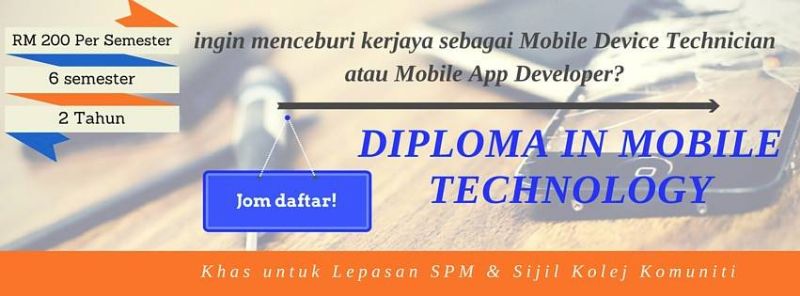 RM 200 Per Semester
6 semester
2 Tahun
ingin menceburi kerjaya sebagai Mobile Device Technician
atau Mobile App Developer?
DIPLOMA IN MOBILE
TECHNOLOGY
Jom daftar!
Khas untuk Lepasan SPM & Sijil Kolej Komuniti